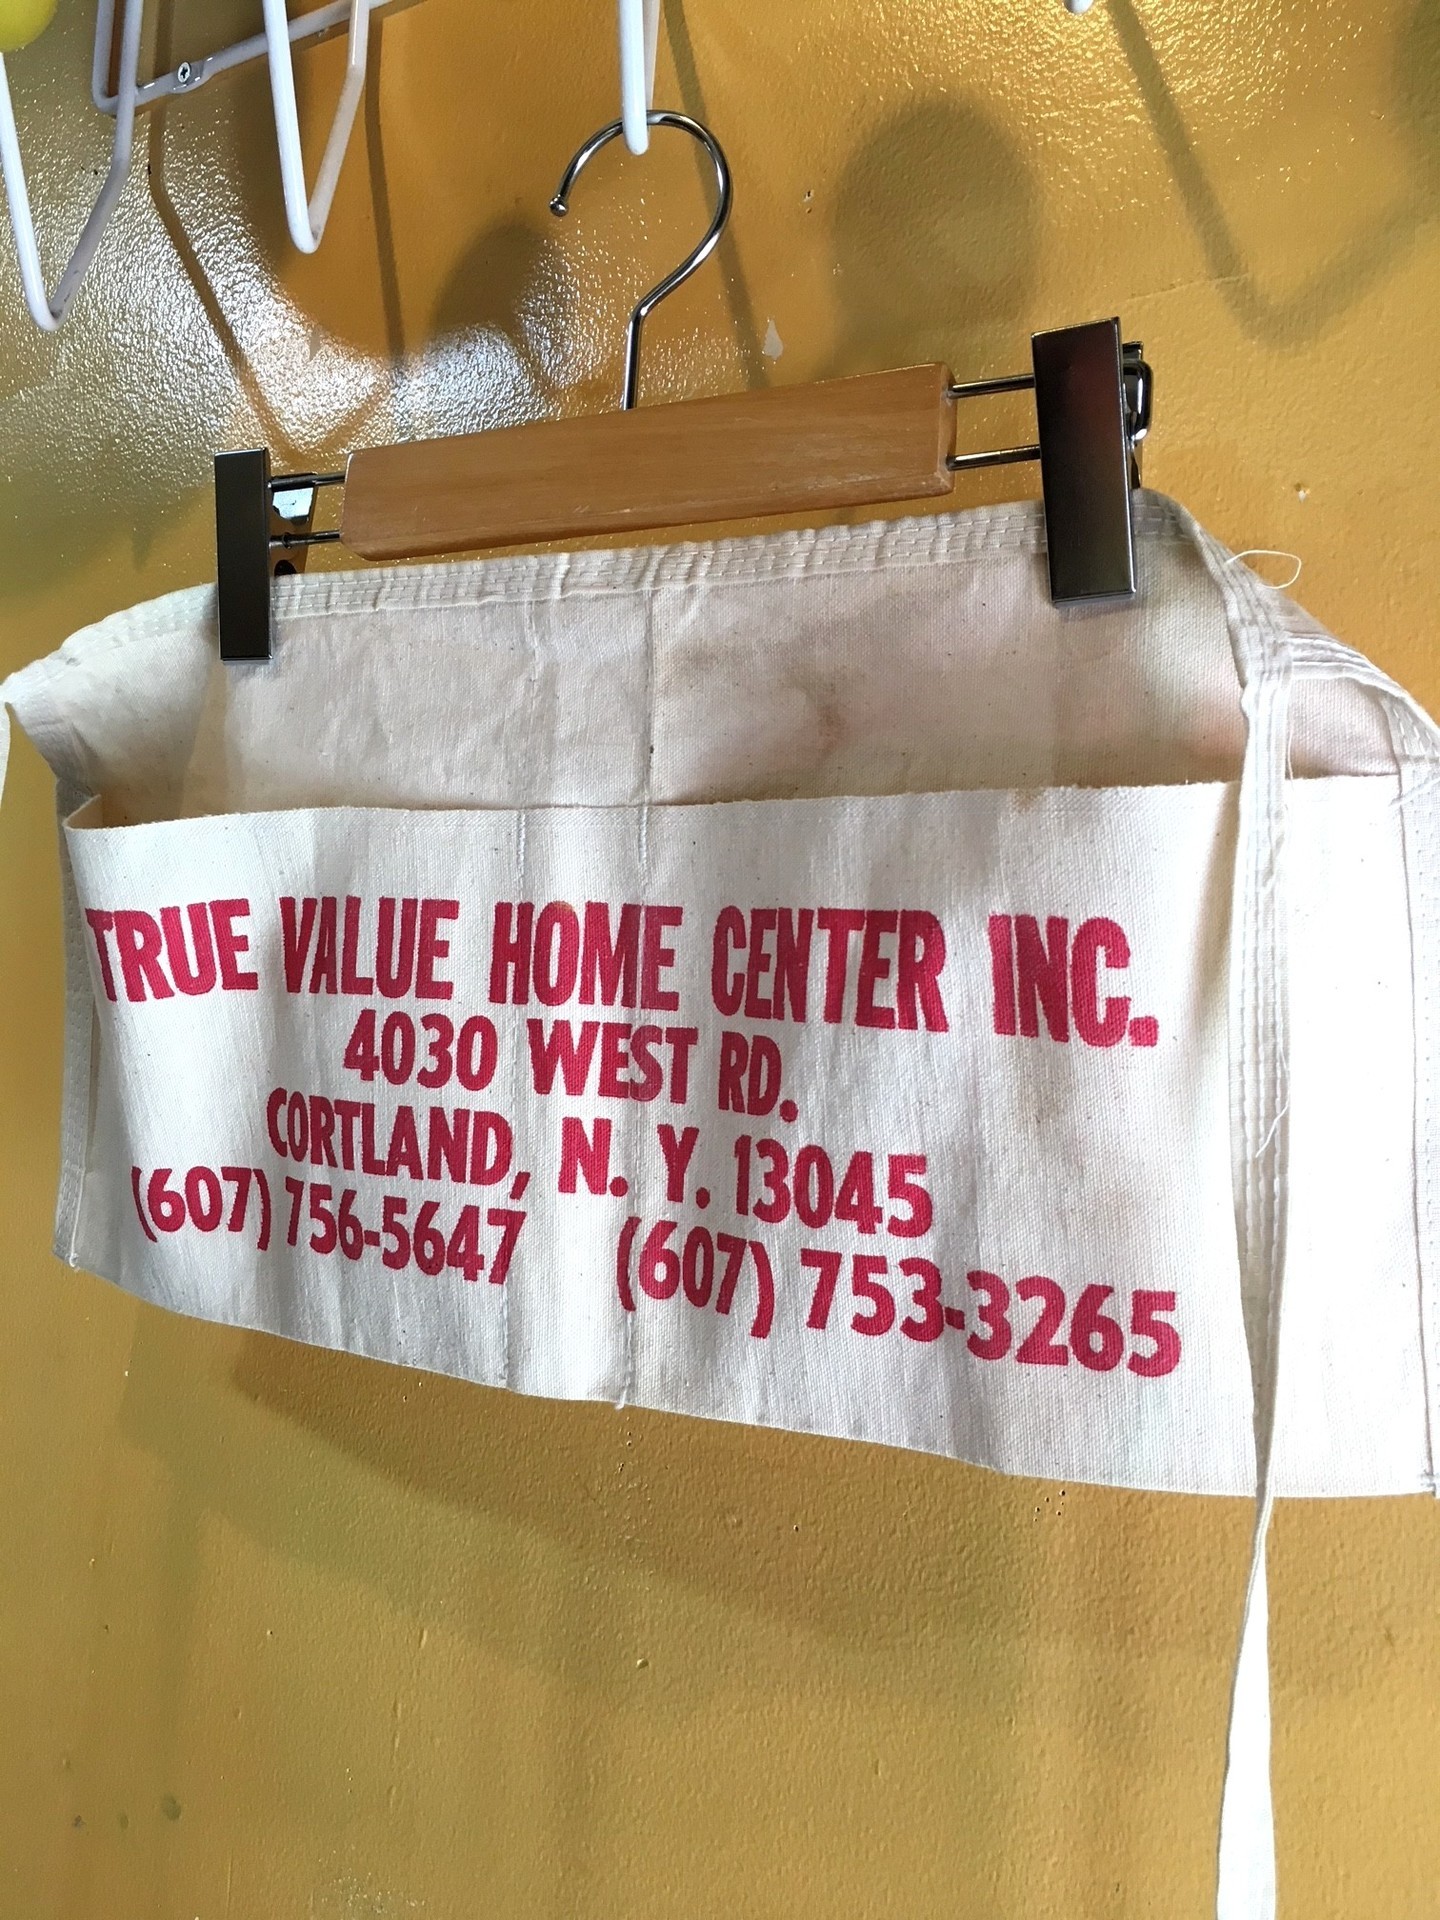 TRUE VALUE HOME CENTER INC.
4030 WEST RD.
CORTLAND, N. Y. 13045
(607) 756-5647 (607) 753-3265